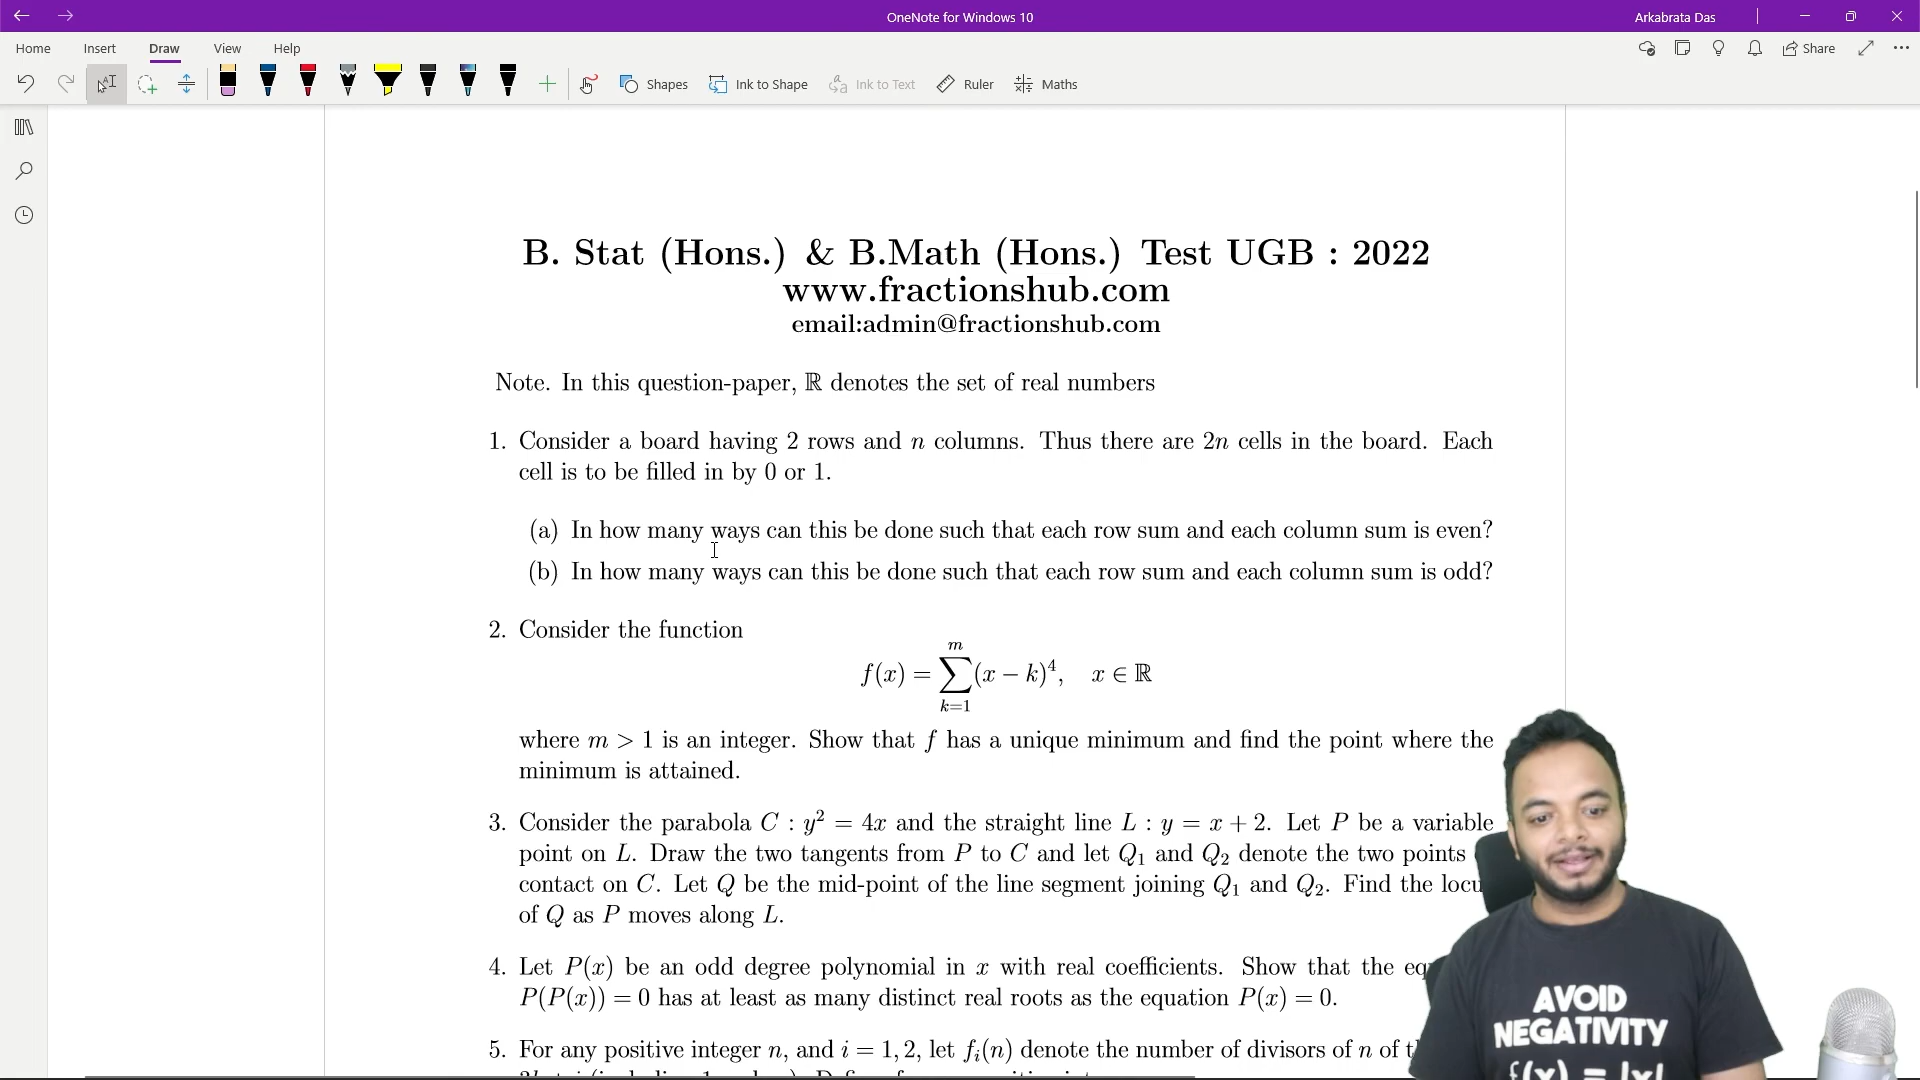 OneNote for Windows 10
Arkabrata Das
Home Insert Draw View Help
Share
Shapes Ink to Shape Ink to Text Ruler Maths
B. Stat (Hons.) & B.Math (Hons.) Test UGB : 2022
www.fractionshub.com
email:admin@fractionshub.com
Note. In this question-paper, ℝ denotes the set of real numbers
1. Consider a board having 2 rows and n columns. Thus there are 2n cells in the board. Each
cell is to be filled in by 0 or 1.
(a) In how many ways can this be done such that each row sum and each column sum is even?
(b) In how many ways can this be done such that each row sum and each column sum is odd?
2. Consider the function
f(x) = ∑_{k=1}^{m} (x − k)⁴, x ∈ ℝ
where m > 1 is an integer. Show that f has a unique minimum and find the point where the
minimum is attained.
3. Consider the parabola C : y² = 4x and the straight line L : y = x + 2. Let P be a variable
point on L. Draw the two tangents from P to C and let Q₁ and Q₂ denote the two points
contact on C. Let Q be the mid-point of the line segment joining Q₁ and Q₂. Find the locu
of Q as P moves along L.
4. Let P(x) be an odd degree polynomial in x with real coefficients. Show that the eq
P(P(x)) = 0 has at least as many distinct real roots as the equation P(x) = 0.
5. For any positive integer n, and i = 1, 2, let fᵢ(n) denote the number of divisors of n of t
AVOID
NEGATIVITY
f(x) = |x|